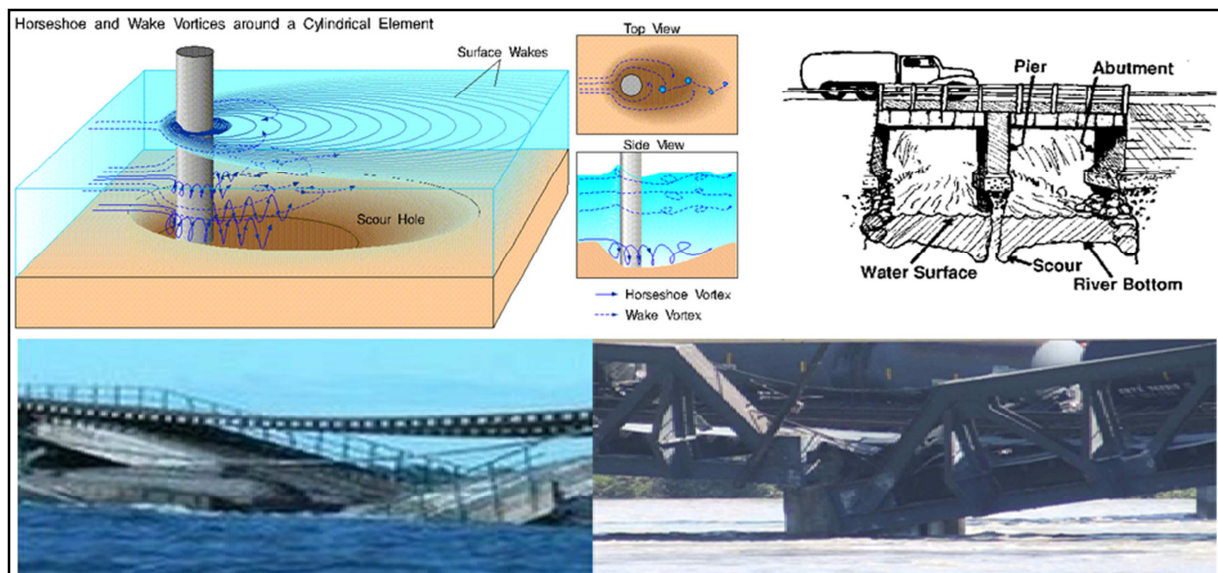 Horseshoe and Wake Vortices around a Cylindrical Element
Surface Wakes
Scour Hole
Top View
Side View
Horseshoe Vortex
Wake Vortex
Pier
Abutment
Water Surface
Scour
River Bottom